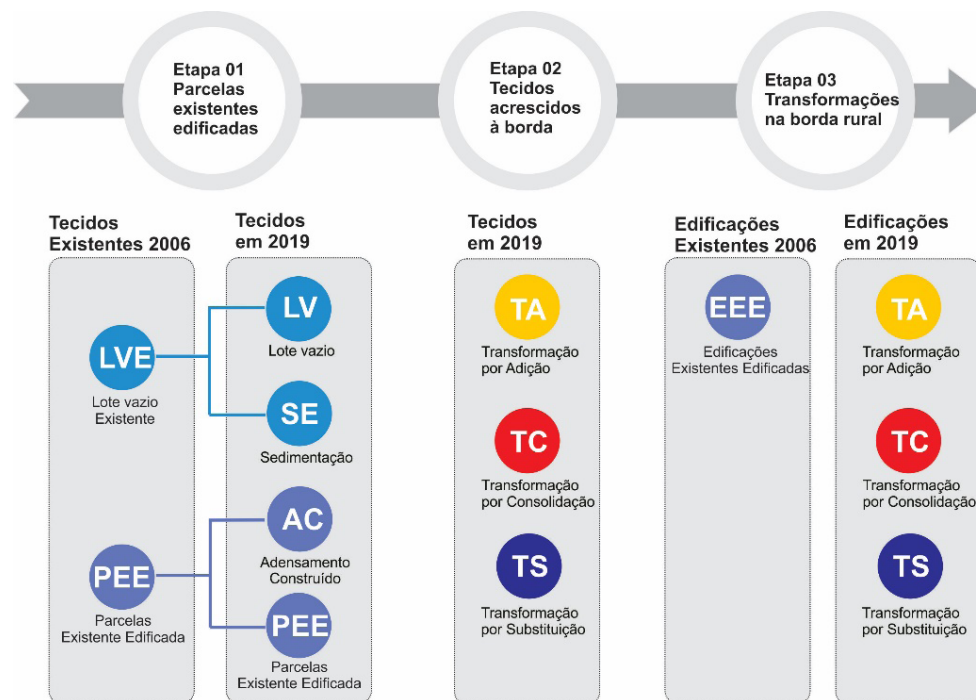 Etapa 01
Parcelas
existentes
edificadas
Etapa 02
Tecidos
acrescidos
à borda
Etapa 03
Transformações
na borda rural
Tecidos
Existentes 2006
LVE
Lote vazio
Existente
PEE
Parcelas
Existente Edificada
Tecidos
em 2019
LV
Lote vazio
SE
Sedimentação
AC
Adensamento
Construído
PEE
Parcelas
Existente Edificada
Tecidos
em 2019
TA
Transformação
por Adição
TC
Transformação
por Consolidação
TS
Transformação
por Substituição
Edificações
Existentes 2006
EEE
Edificações
Existentes Edificadas
Edificações
em 2019
TA
Transformação
por Adição
TC
Transformação
por Consolidação
TS
Transformação
por Substituição